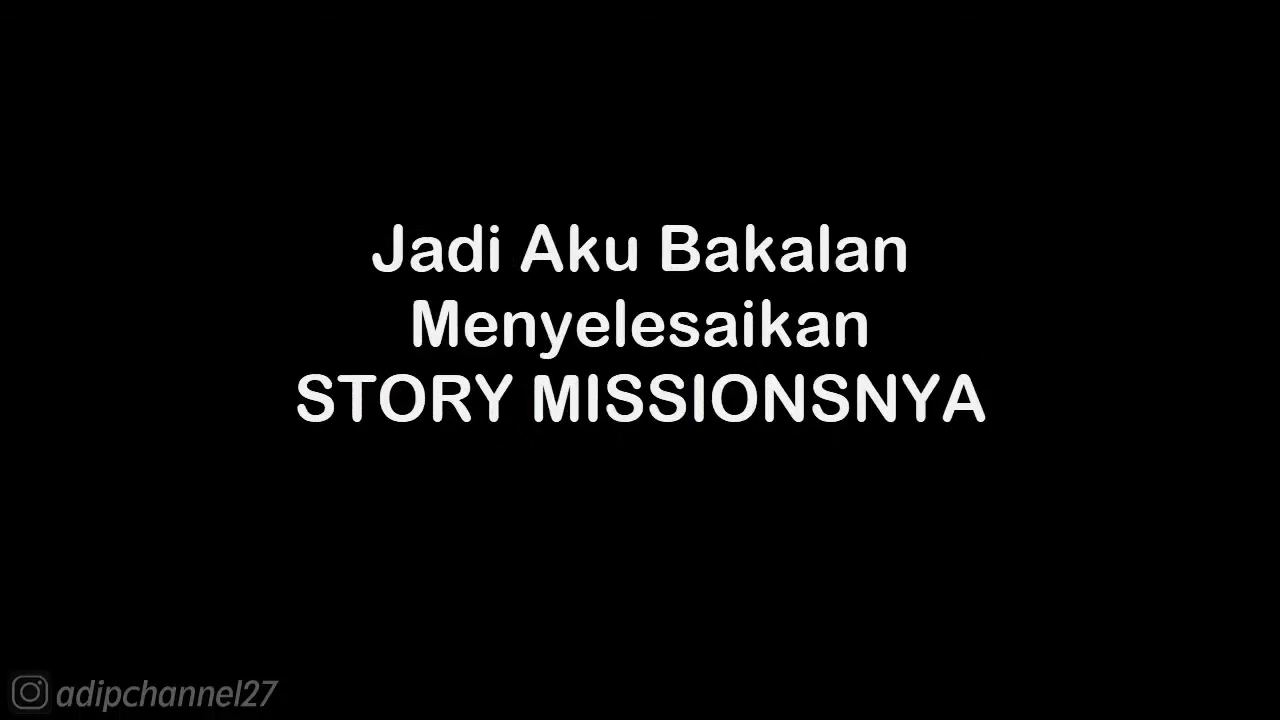 Jadi Aku Bakalan
Menyelesaikan
STORY MISSIONSNYA
adipchannel27